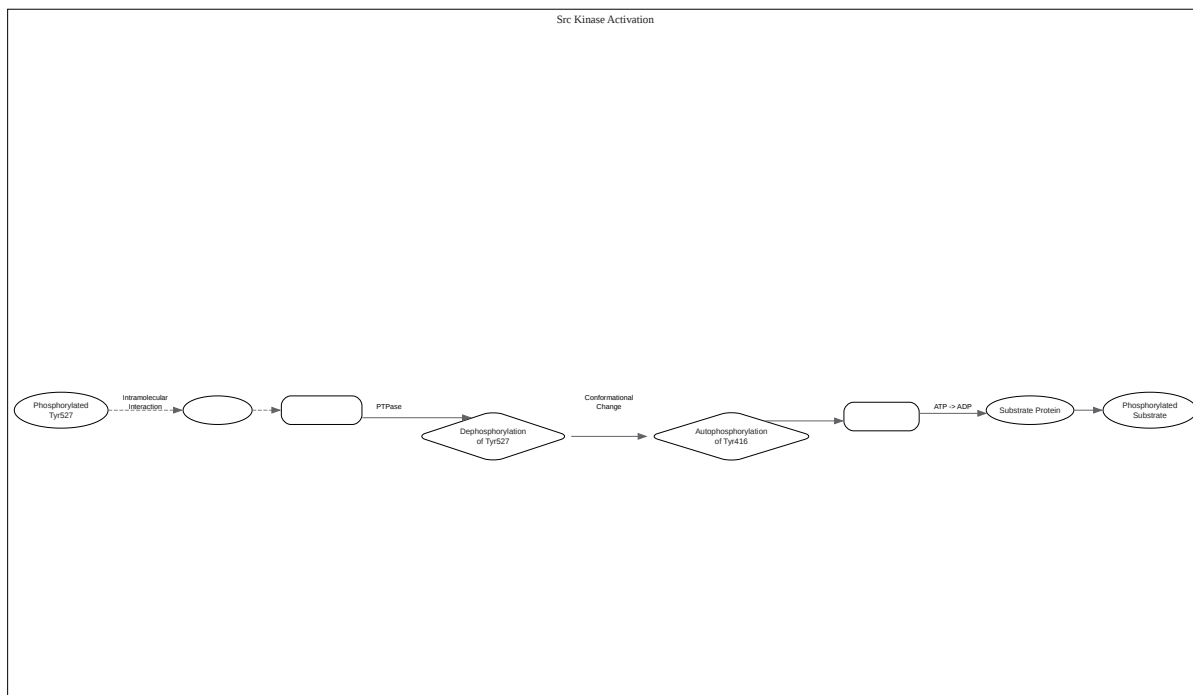 Src Kinase Activation
Phosphorylated
Tyr527
Intramolecular
Interaction
PTPase
Dephosphorylation
of Tyr527
Conformational
Change
Autophosphorylation
of Tyr416
ATP -> ADP
Substrate Protein
Phosphorylated
Substrate